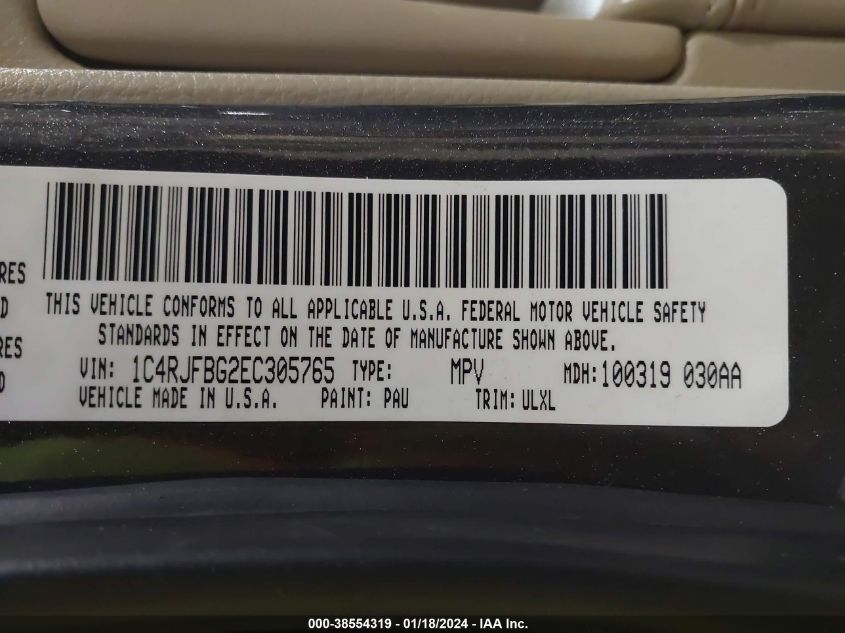 RES
D
RES
D
THIS VEHICLE CONFORMS TO ALL APPLICABLE U.S.A. FEDERAL MOTOR VEHICLE SAFETY
STANDARDS IN EFFECT ON THE DATE OF MANUFACTURE SHOWN ABOVE.
VIN: 1C4RJFBG2EC305765 TYPE: MPV MDH: 100319 030AA
VEHICLE MADE IN U.S.A. PAINT: PAU TRIM: ULXL
000-38554319 - 01/18/2024 - IAA Inc.